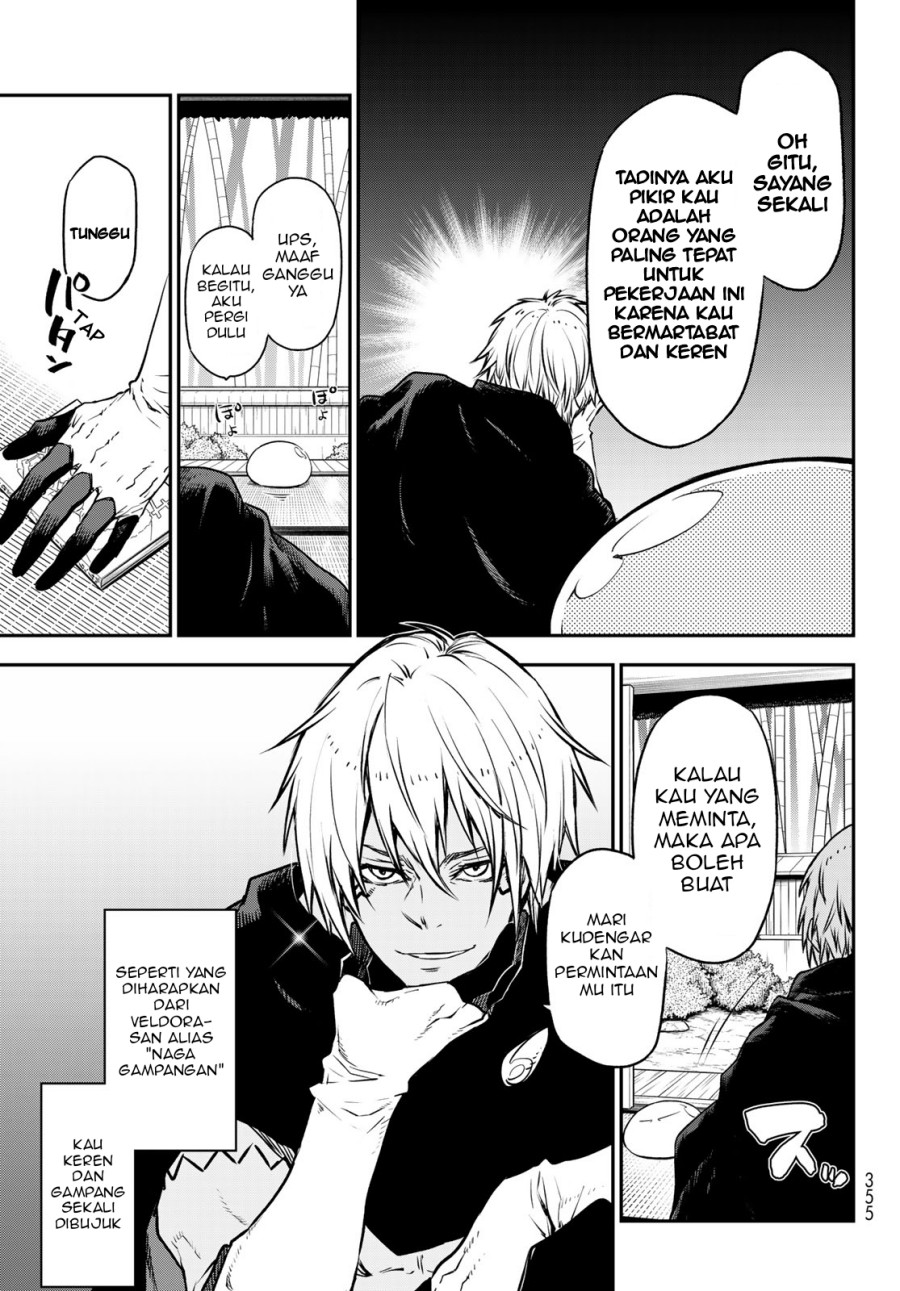 OH
GITU,
SAYANG
SEKALI
TADINYA AKU
PIKIR KAU
ADALAH
ORANG YANG
PALING TEPAT
UNTUK
PEKERJAAN INI
KARENA KAU
BERMARTABAT
DAN KEREN
UPS,
MAAF
GANGGU
YA
KALAU
BEGITU,
AKU
PERGI
DULU
ぽよ
ぽよ
TUNGGU
パタン
TAP
KALAU
KAU YANG
MEMINTA,
MAKA APA
BOLEH
BUAT
MARI
KUDENGAR
KAN
PERMINTAAN
MU ITU
スッ
SEPERTI YANG
DIHARAPKAN
DARI
VELDORA-
SAN ALIAS
"NAGA
GAMPANGAN"
KAU
KEREN
DAN
GAMPANG
SEKALI
DIBUJUK
355